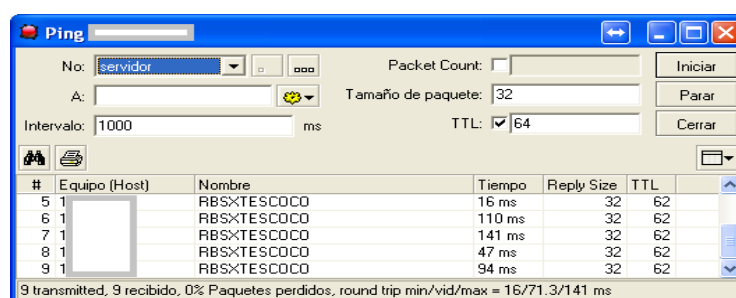 Ping
No: servidor Packet Count: Iniciar
A: Tamaño de paquete: 32 Parar
Intervalo: 1000 ms TTL: 64 Cerrar
# Equipo (Host) Nombre Tiempo Reply Size TTL
5 1 RBSXTESCOCO 16 ms 32 62
6 1 RBSXTESCOCO 110 ms 32 62
7 1 RBSXTESCOCO 141 ms 32 62
8 1 RBSXTESCOCO 47 ms 32 62
9 1 RBSXTESCOCO 94 ms 32 62
9 transmitted, 9 recibido, 0% Paquetes perdidos, round trip min/vid/max = 16/71.3/141 ms